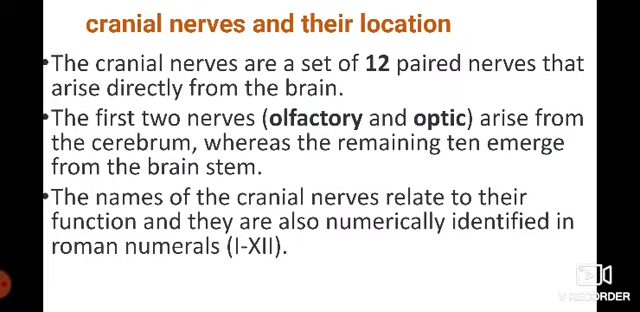 cranial nerves and their location
•The cranial nerves are a set of 12 paired nerves that
arise directly from the brain.
•The first two nerves (olfactory and optic) arise from
the cerebrum, whereas the remaining ten emerge
from the brain stem.
•The names of the cranial nerves relate to their
function and they are also numerically identified in
roman numerals (I-XII).
V RECORDER